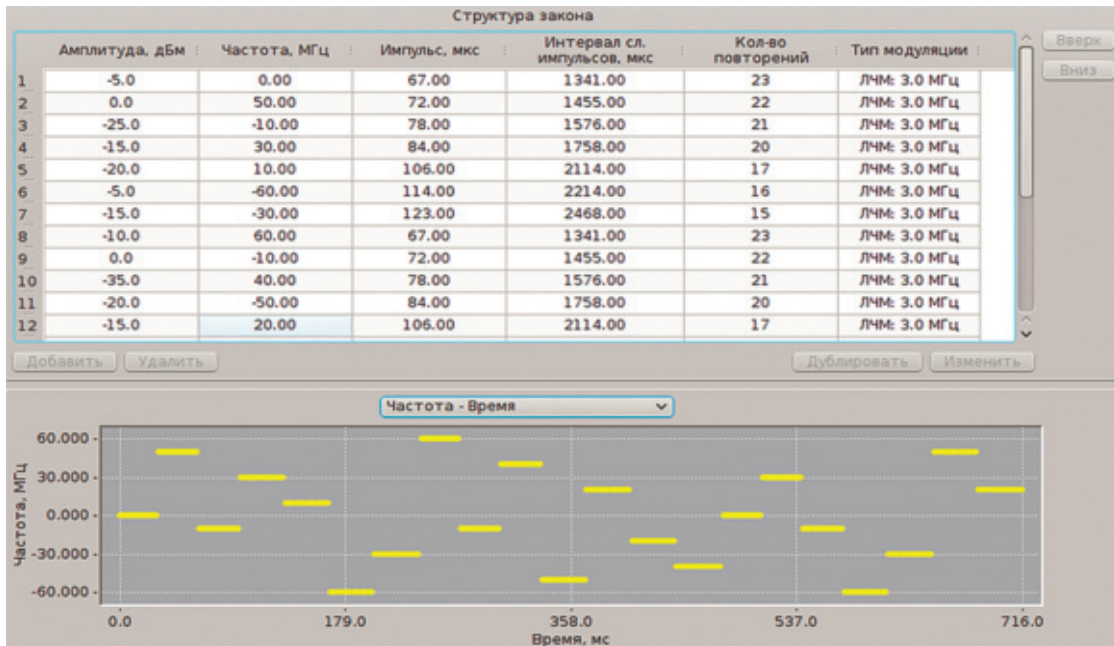 Структура закона
Амплитуда, дБм Частота, МГц Импульс, мкс Интервал сл. импульсов, мкс Кол-во повторений Тип модуляции
1 -5.0 0.00 67.00 1341.00 23 ЛЧМ: 3.0 МГц
2 0.0 50.00 72.00 1455.00 22 ЛЧМ: 3.0 МГц
3 -25.0 -10.00 78.00 1576.00 21 ЛЧМ: 3.0 МГц
4 -15.0 30.00 84.00 1758.00 20 ЛЧМ: 3.0 МГц
5 -20.0 10.00 106.00 2114.00 17 ЛЧМ: 3.0 МГц
6 -5.0 -60.00 114.00 2214.00 16 ЛЧМ: 3.0 МГц
7 -15.0 -30.00 123.00 2468.00 15 ЛЧМ: 3.0 МГц
8 -10.0 60.00 67.00 1341.00 23 ЛЧМ: 3.0 МГц
9 0.0 -10.00 72.00 1455.00 22 ЛЧМ: 3.0 МГц
10 -35.0 40.00 78.00 1576.00 21 ЛЧМ: 3.0 МГц
11 -20.0 -50.00 84.00 1758.00 20 ЛЧМ: 3.0 МГц
12 -15.0 20.00 106.00 2114.00 17 ЛЧМ: 3.0 МГц
Вверх
Вниз
Добавить Удалить Дублировать Изменить
Частота - Время
Частота, МГц
60.000
30.000
0.000
-30.000
-60.000
0.0 179.0 358.0 537.0 716.0
Время, мс